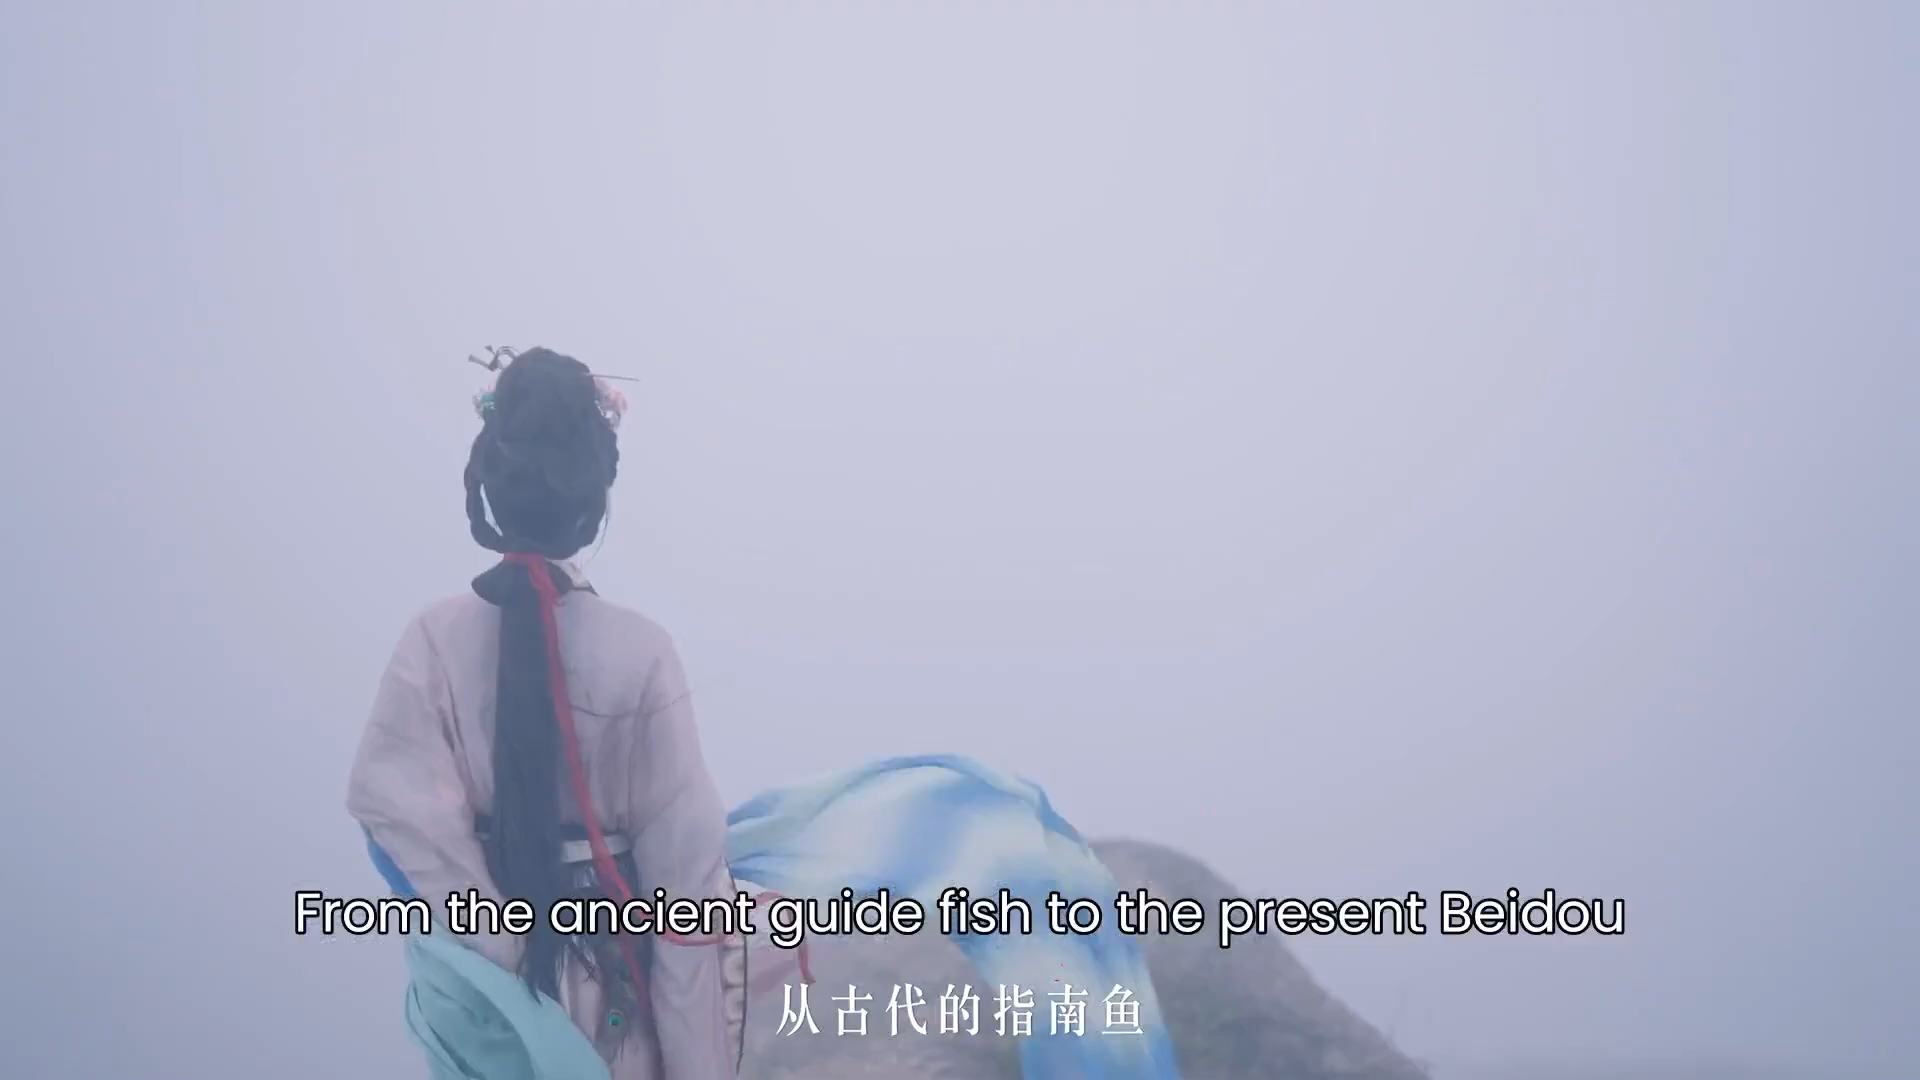 From the ancient guide fish to the present Beidou
从古代的指南鱼